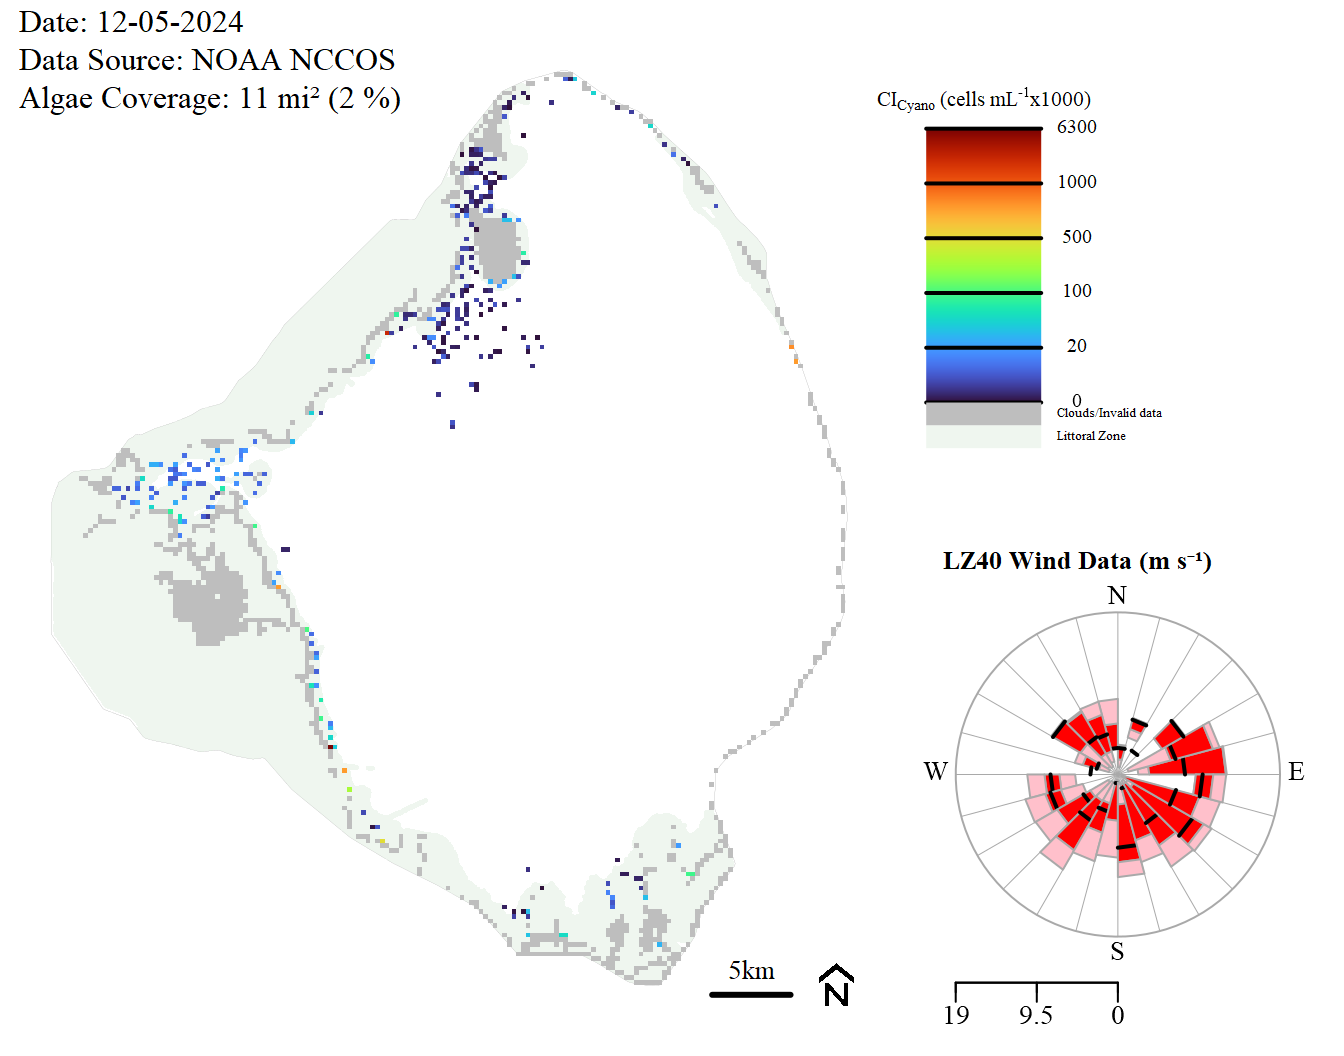 Date: 12-05-2024
Data Source: NOAA NCCOS
Algae Coverage: 11 mi² (2 %)
CICyano (cells mL-1x1000)
6300
1000
500
100
20
0
Clouds/Invalid data
Littoral Zone
LZ40 Wind Data (m s⁻¹)
N
W
E
S
5km
N
19
9.5
0